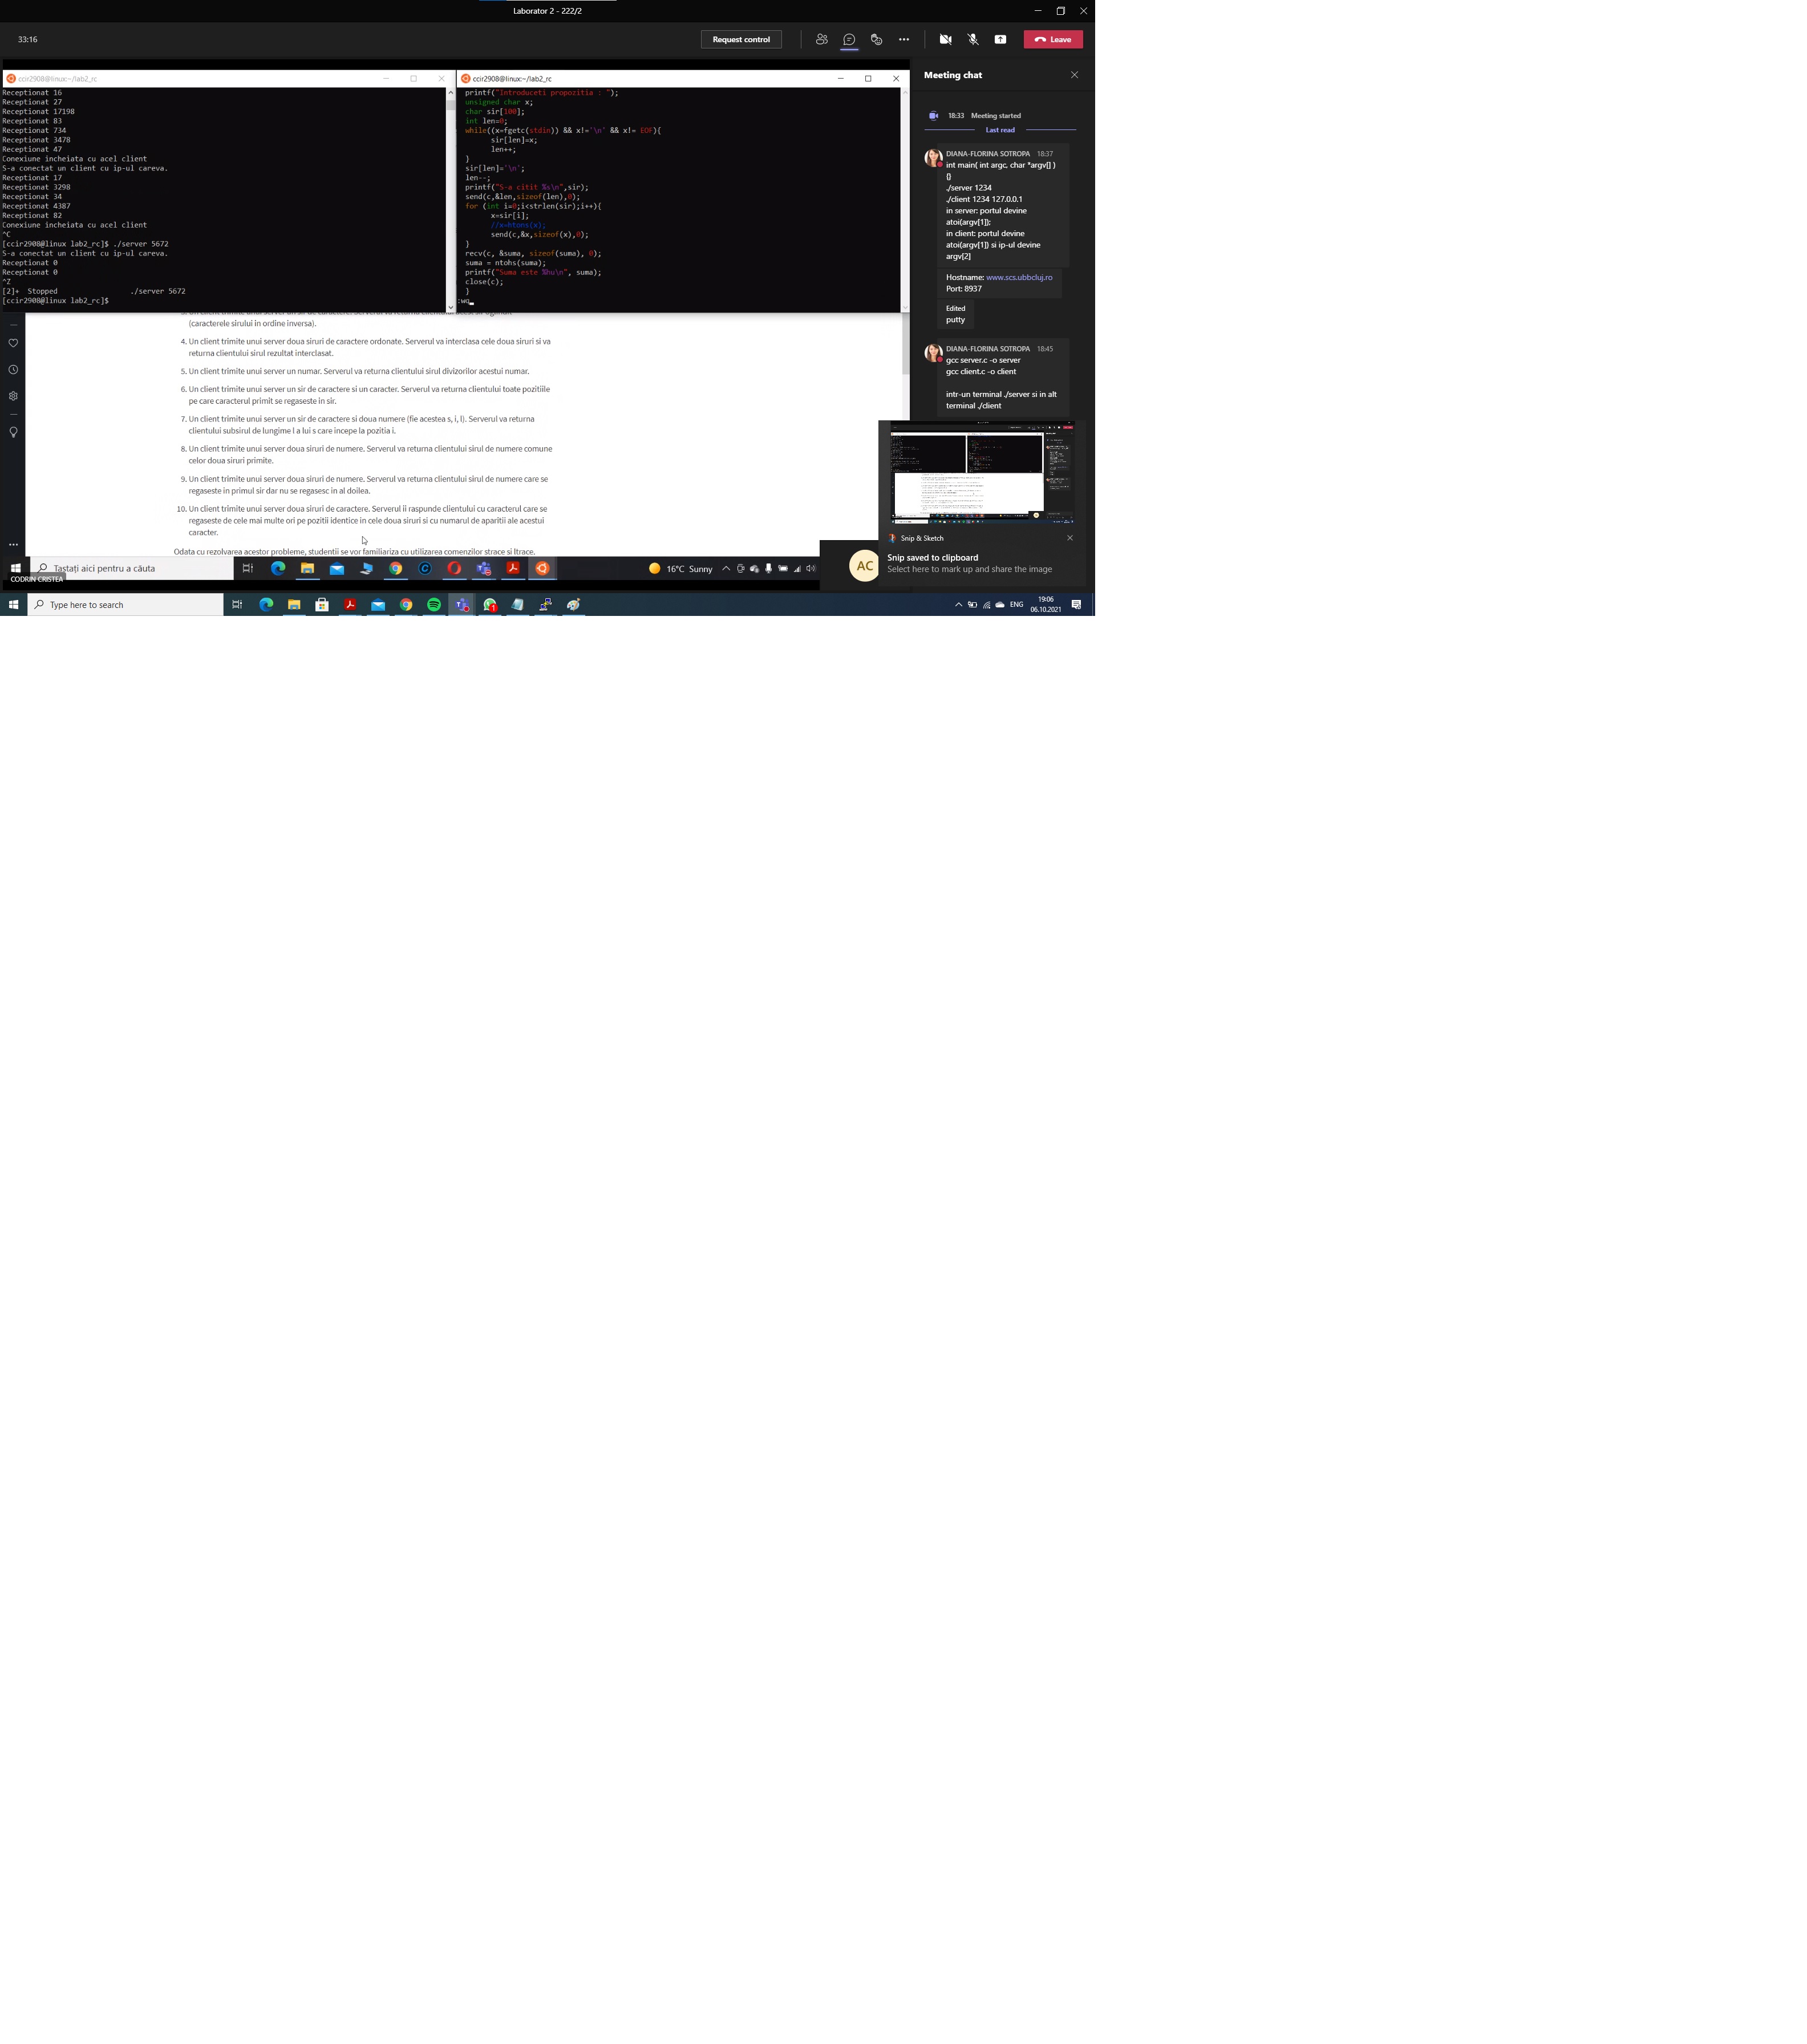 Laborator 2 - 222/2
33:16
Request control
Leave
ccir2908@linux:~/lab2_rc
Receptionat 16
Receptionat 27
Receptionat 17198
Receptionat 83
Receptionat 734
Receptionat 3478
Receptionat 47
Conexiune incheiata cu acel client
S-a conectat un client cu ip-ul careva.
Receptionat 17
Receptionat 3298
Receptionat 34
Receptionat 4387
Receptionat 82
Conexiune incheiata cu acel client
^C
[ccir2908@linux lab2_rc]$ ./server 5672
S-a conectat un client cu ip-ul careva.
Receptionat 0
Receptionat 0
^Z
[2]+  Stopped                 ./server 5672
[ccir2908@linux lab2_rc]$
ccir2908@linux:~/lab2_rc
printf("Introduceti propozitia : ");
unsigned char x;
char sir[100];
int len=0;
while((x=fgetc(stdin)) && x!='\n' && x!= EOF){
sir[len]=x;
len++;
}
sir[len]='\n';
len--;
printf("S-a citit %s\n",sir);
send(c,&len,sizeof(len),0);
for (int i=0;i<strlen(sir);i++){
x=sir[i];
//x=htons(x);
send(c,&x,sizeof(x),0);
}
recv(c, &suma, sizeof(suma), 0);
suma = ntohs(suma);
printf("Suma este %hu\n", suma);
close(c);
}
:wq
(caracterele sirului in ordine inversa).
4. Un client trimite unui server doua siruri de caractere ordonate. Serverul va interclasa cele doua siruri si va
returna clientului sirul rezultat interclasat.
5. Un client trimite unui server un numar. Serverul va returna clientului sirul divizorilor acestui numar.
6. Un client trimite unui server un sir de caractere si un caracter. Serverul va returna clientului toate pozitiile
pe care caracterul primit se regaseste in sir.
7. Un client trimite unui server un sir de caractere si doua numere (fie acestea s, i, l). Serverul va returna
clientului subsirul de lungime l a lui s care incepe la pozitia i.
8. Un client trimite unui server doua siruri de numere. Serverul va returna clientului sirul de numere comune
celor doua siruri primite.
9. Un client trimite unui server doua siruri de numere. Serverul va returna clientului sirul de numere care se
regaseste in primul sir dar nu se regasesc in al doilea.
10. Un client trimite unui server doua siruri de caractere. Serverul ii raspunde clientului cu caracterul care se
regaseste de cele mai multe ori pe pozitii identice in cele doua siruri si cu numarul de aparitii ale acestui
caracter.
Odata cu rezolvarea acestor probleme, studentii se vor familiariza cu utilizarea comenzilor strace si ltrace.
Tastați aici pentru a căuta
16°C Sunny
CODRIN CRISTEA
AC
Meeting chat
18:33 Meeting started
Last read
DIANA-FLORINA SOTROPA 18:37
int main( int argc, char *argv[] )
{}
./server 1234
./client 1234 127.0.0.1
in server: portul devine
atoi(argv[1]);
in client: portul devine
atoi(argv[1]) si ip-ul devine
argv[2]
Hostname: www.scs.ubbcluj.ro
Port: 8937
Edited
putty
DIANA-FLORINA SOTROPA 18:45
gcc server.c -o server
gcc client.c -o client
intr-un terminal ./server si in alt
terminal ./client
Snip & Sketch
Snip saved to clipboard
Select here to mark up and share the image
Type here to search
1
ENG
19:06
06.10.2021